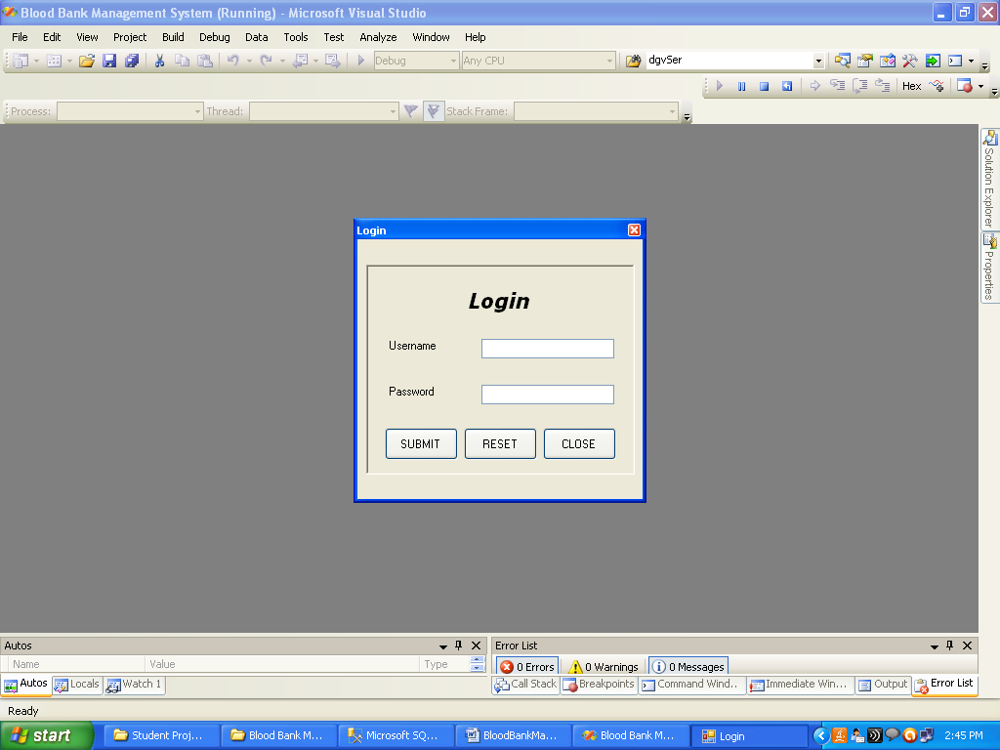 Blood Bank Management System (Running) - Microsoft Visual Studio
File Edit View Project Build Debug Data Tools Test Analyze Window Help
Debug Any CPU dgvSer
Hex
Process: Thread: Stack Frame:
Solution Explorer
Properties
Login
Login
Username
Password
SUBMIT RESET CLOSE
Autos
Name Value Type
Autos Locals Watch 1
Error List
0 Errors 0 Warnings 0 Messages
Call Stack Breakpoints Command Wind... Immediate Win... Output Error List
Ready
start Student Proj... Blood Bank M... Microsoft SQ... BloodBankMa... Blood Bank M... Login 2:45 PM